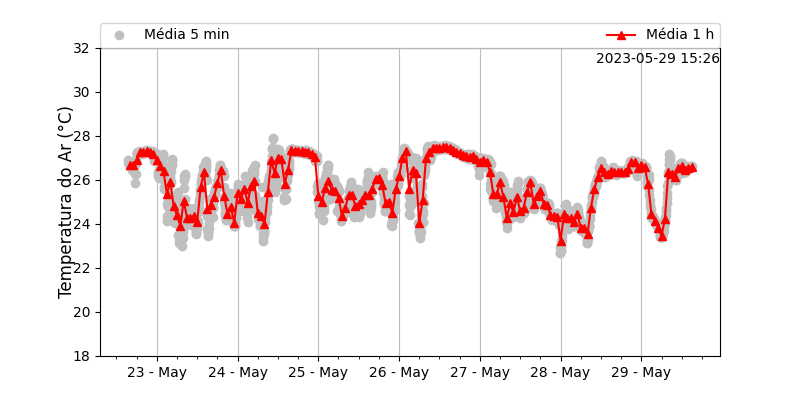 Média 5 min
Média 1 h
2023-05-29 15:26
Temperatura do Ar (°C)
32
30
28
26
24
22
20
18
23 - May
24 - May
25 - May
26 - May
27 - May
28 - May
29 - May